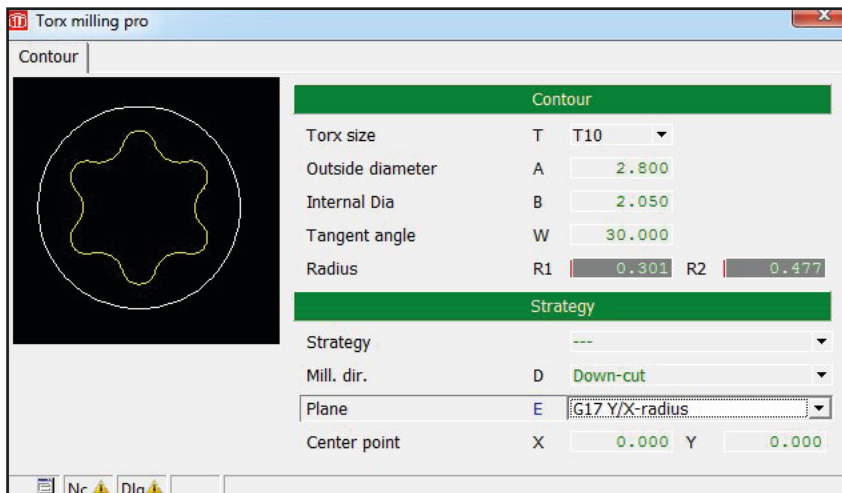 Torx milling pro
Contour
Contour
Torx size T T10
Outside diameter A 2.800
Internal Dia B 2.050
Tangent angle W 30.000
Radius R1 0.301 R2 0.477
Strategy
Strategy ---
Mill. dir. D Down-cut
Plane E G17 Y/X-radius
Center point X 0.000 Y 0.000
Nc Dlg